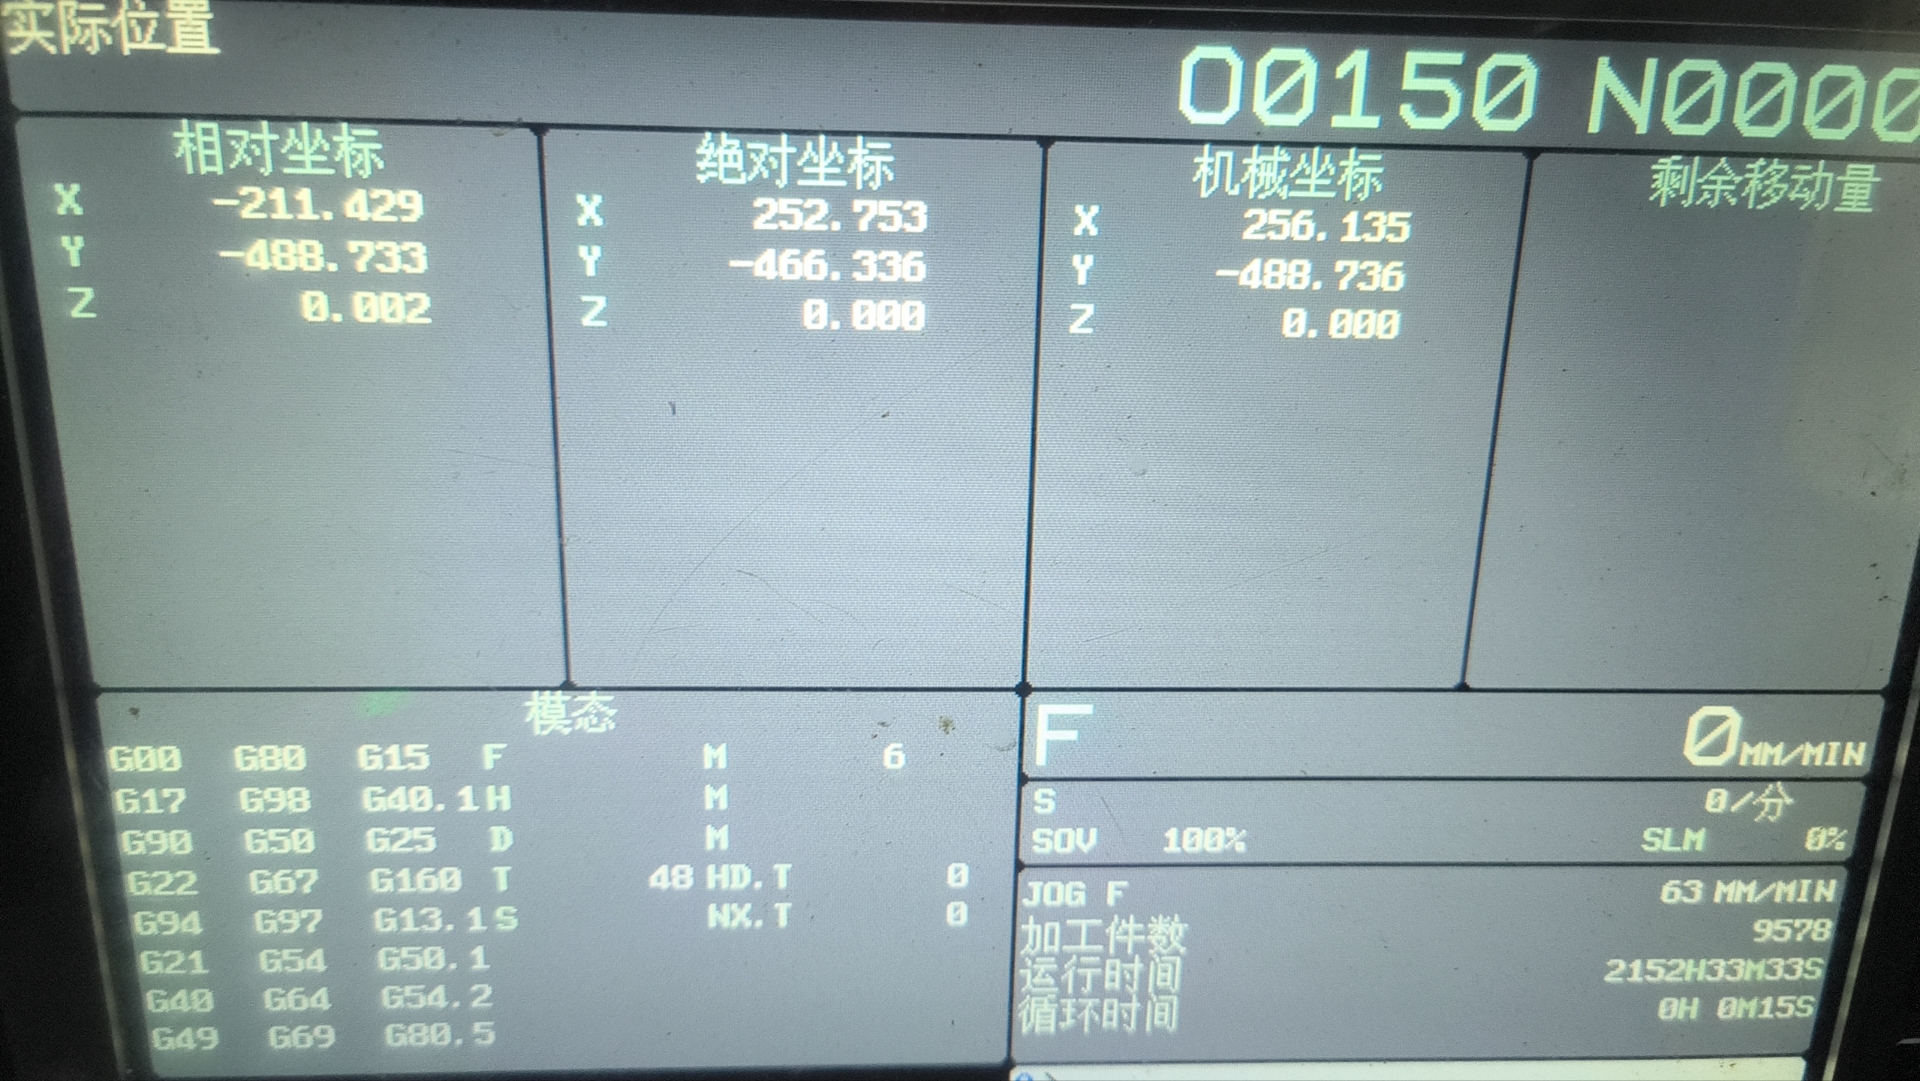 实际位置
O0150 N0000
相对坐标
X -211.429
Y -488.733
Z 0.002
绝对坐标
X 252.753
Y -466.336
Z 0.000
机械坐标
X 256.135
Y -488.736
Z 0.000
剩余移动量
模态
G00 G80 G15 F M 6
G17 G98 G40.1 H M
G90 G50 G25 D M
G22 G67 G160 T 48 HD.T 0
G94 G97 G13.1 S NX.T 0
G21 G54 G50.1
G40 G64 G54.2
G49 G69 G80.5
F 0 MM/MIN
S 0/分
SOV 100% SLM 0%
JOG F 63 MM/MIN
加工件数 9578
运行时间 2152H33M33S
循环时间 0H 0M15S